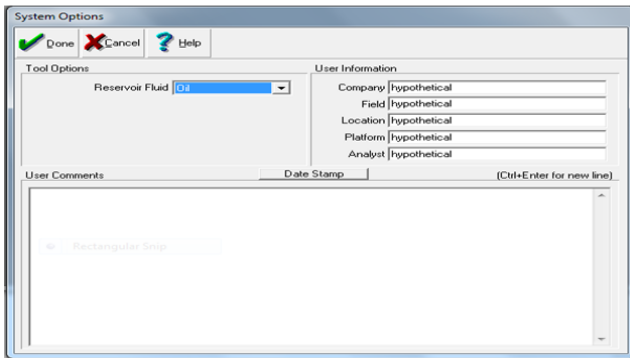 System Options
Done Cancel Help
Tool Options
Reservoir Fluid Oil
User Information
Company hypothetical
Field hypothetical
Location hypothetical
Platform hypothetical
Analyst hypothetical
User Comments Date Stamp (Ctrl+Enter for new line)
Rectangular Snip